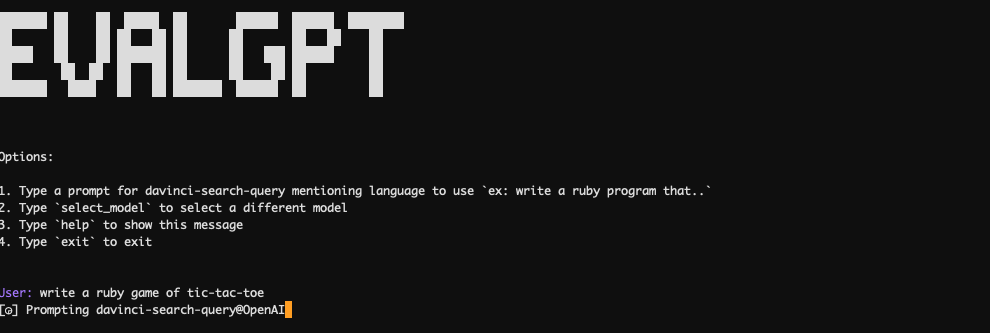 EVALGPT
Options:
1. Type a prompt for davinci-search-query mentioning language to use `ex: write a ruby program that..`
2. Type `select_model` to select a different model
3. Type `help` to show this message
4. Type `exit` to exit
User: write a ruby game of tic-tac-toe
[@] Prompting davinci-search-query@OpenAI